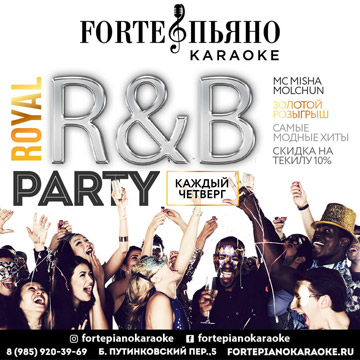 FORTEПЬЯНО
KARAOKE
ROYAL
R&B
PARTY
MC MISHA
MOLCHUN
ЗОЛОТОЙ
РОЗЫГРЫШ
САМЫЕ
МОДНЫЕ ХИТЫ
СКИДКА НА
ТЕКИЛУ 10%
КАЖДЫЙ
ЧЕТВЕРГ
fortepianokaraoke fortepianokaraoke
8 (985) 920-39-69 Б. ПУТИНКОВСКИЙ ПЕР.,5 FORTEPIANOKARAOKE.RU